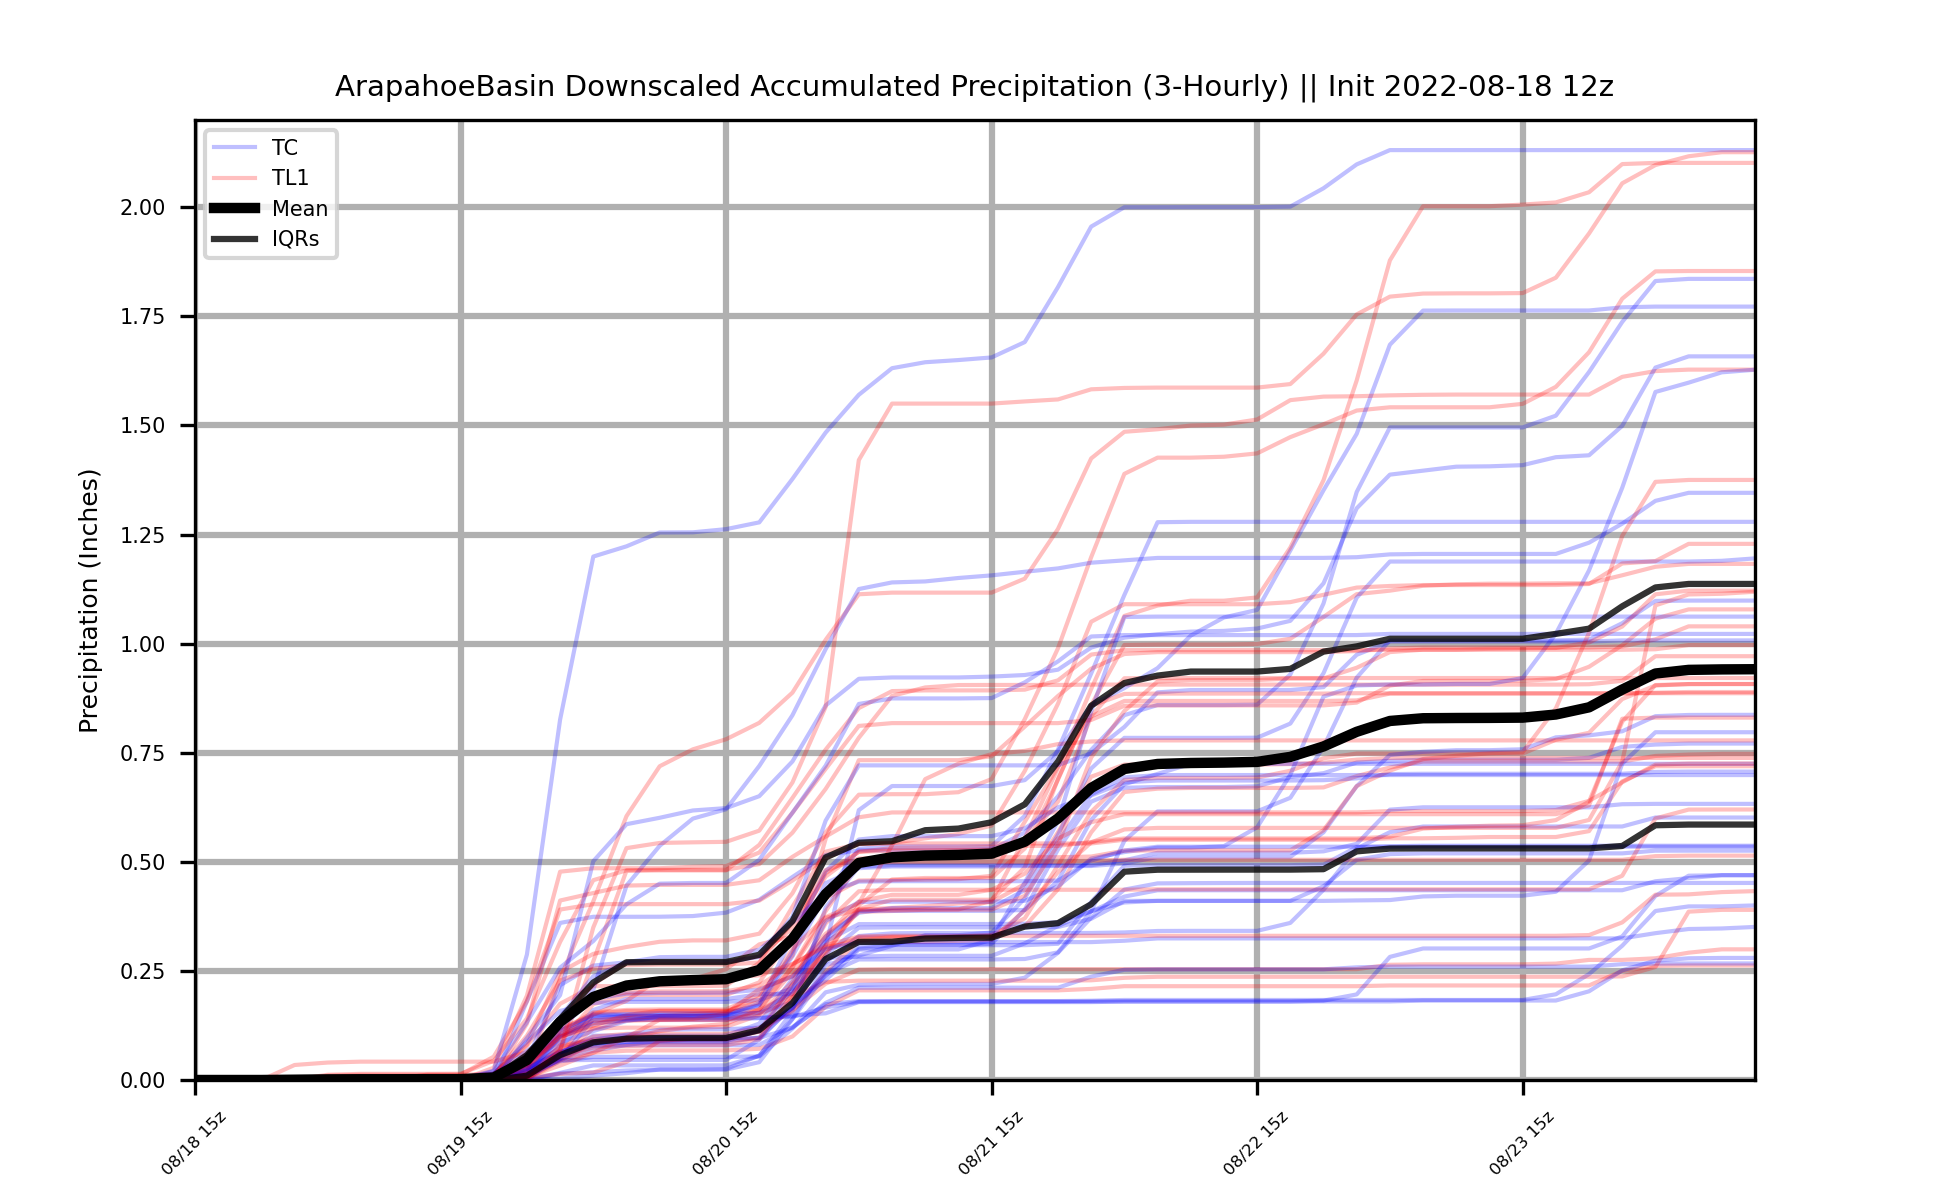 ArapahoeBasin Downscaled Accumulated Precipitation (3-Hourly) || Init 2022-08-18 12z
TC
TL1
Mean
IQRs
Precipitation (Inches)
2.00
1.75
1.50
1.25
1.00
0.75
0.50
0.25
0.00
08/18 15z
08/19 15z
08/20 15z
08/21 15z
08/22 15z
08/23 15z